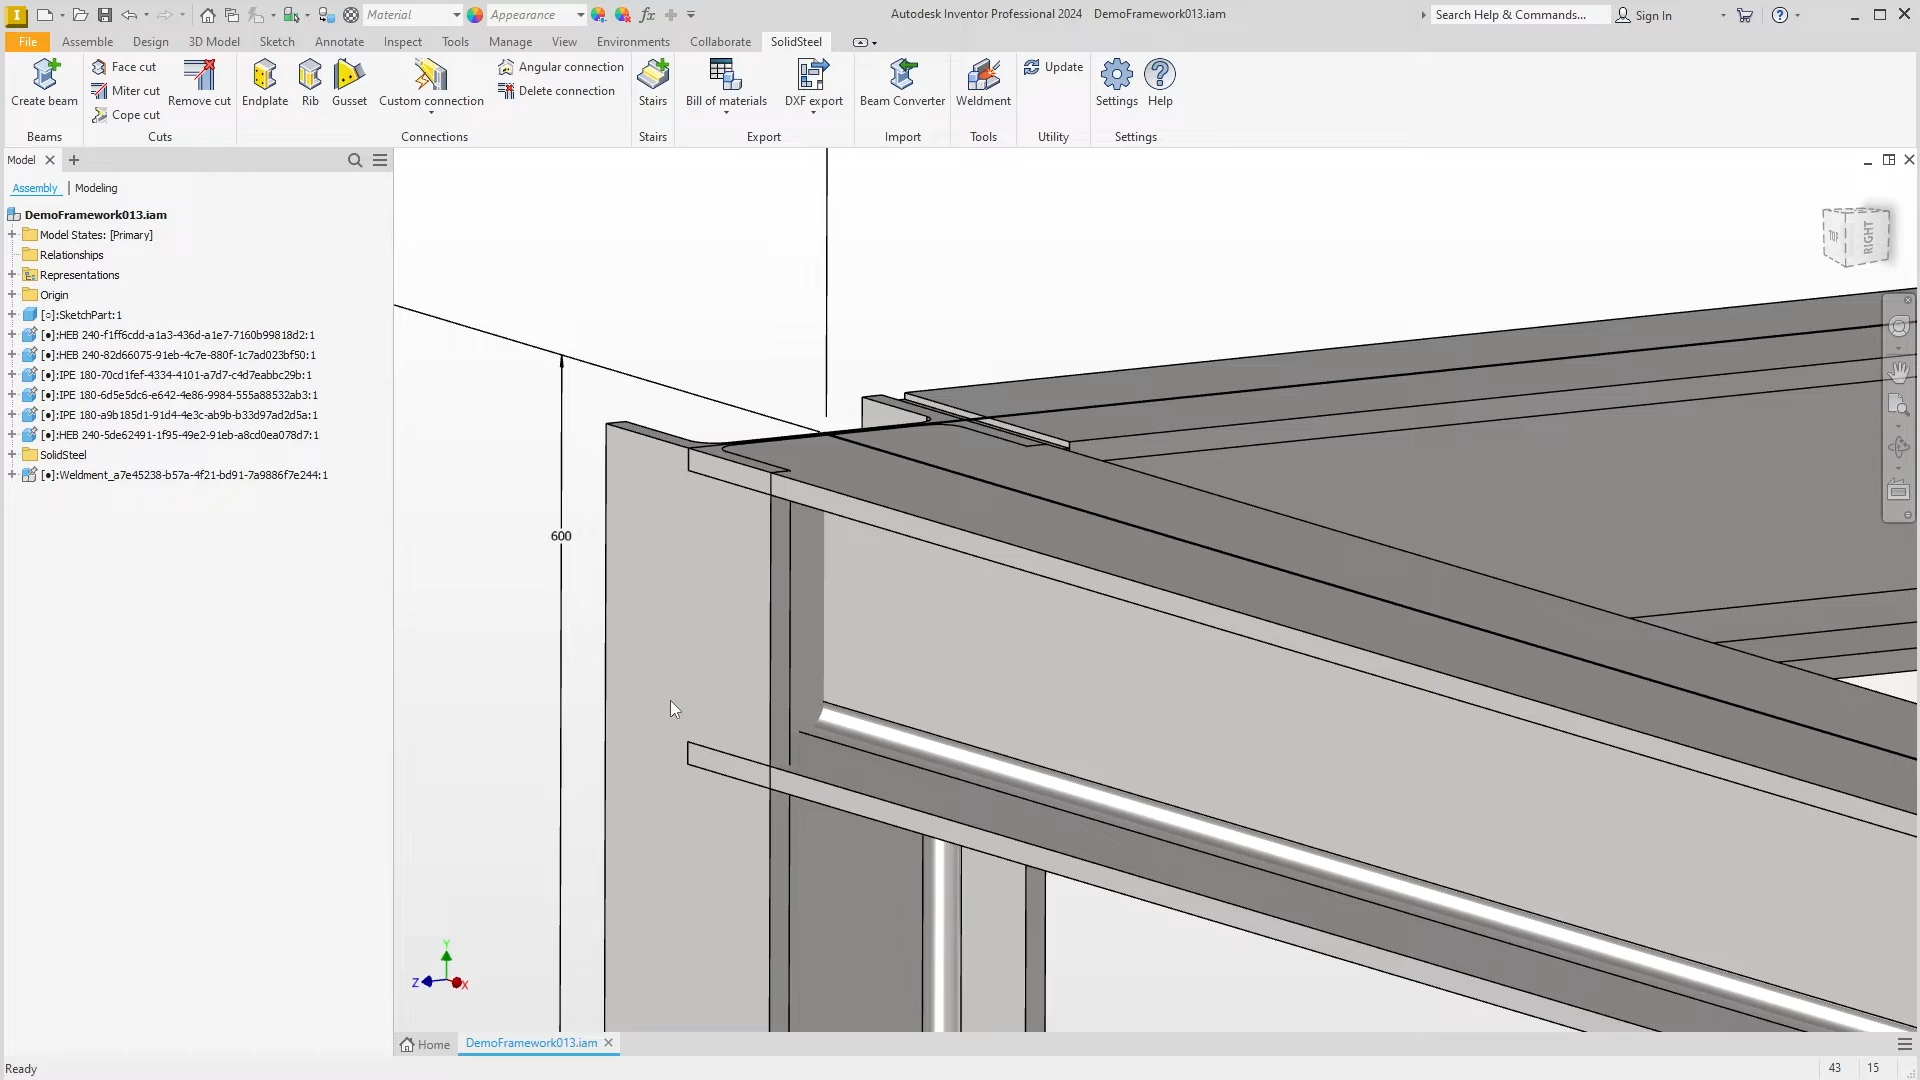 Material
Appearance
Autodesk Inventor Professional 2024 DemoFramework013.iam
Search Help & Commands...
Sign In
File
Assemble
Design
3D Model
Sketch
Annotate
Inspect
Tools
Manage
View
Environments
Collaborate
SolidSteel
Create beam
Beams
Face cut
Miter cut
Cope cut
Remove cut
Cuts
Endplate
Rib
Gusset
Custom connection
Angular connection
Delete connection
Connections
Stairs
Stairs
Bill of materials
DXF export
Export
Beam Converter
Import
Weldment
Tools
Update
Utility
Settings
Help
Settings
Model
Assembly | Modeling
DemoFramework013.iam
Model States: [Primary]
Relationships
Representations
Origin
[○]:SketchPart:1
[●]:HEB 240-f1ff6cdd-a1a3-436d-a1e7-7160b99818d2:1
[●]:HEB 240-82d66075-91eb-4c7e-880f-1c7ad023bf50:1
[●]:IPE 180-70cd1fef-4334-4101-a7d7-c4d7eabbc29b:1
[●]:IPE 180-6d5e5dc6-e642-4e86-9984-555a88532ab3:1
[●]:IPE 180-a9b185d1-91d4-4e3c-ab9b-b33d97ad2d5a:1
[●]:HEB 240-5de62491-1f95-49e2-91eb-a8cd0ea078d7:1
SolidSteel
[●]:Weldment_a7e45238-b57a-4f21-bd91-7a9886f7e244:1
TOP
RIGHT
600
Y
Z
X
Home
DemoFramework013.iam
Ready
43
15